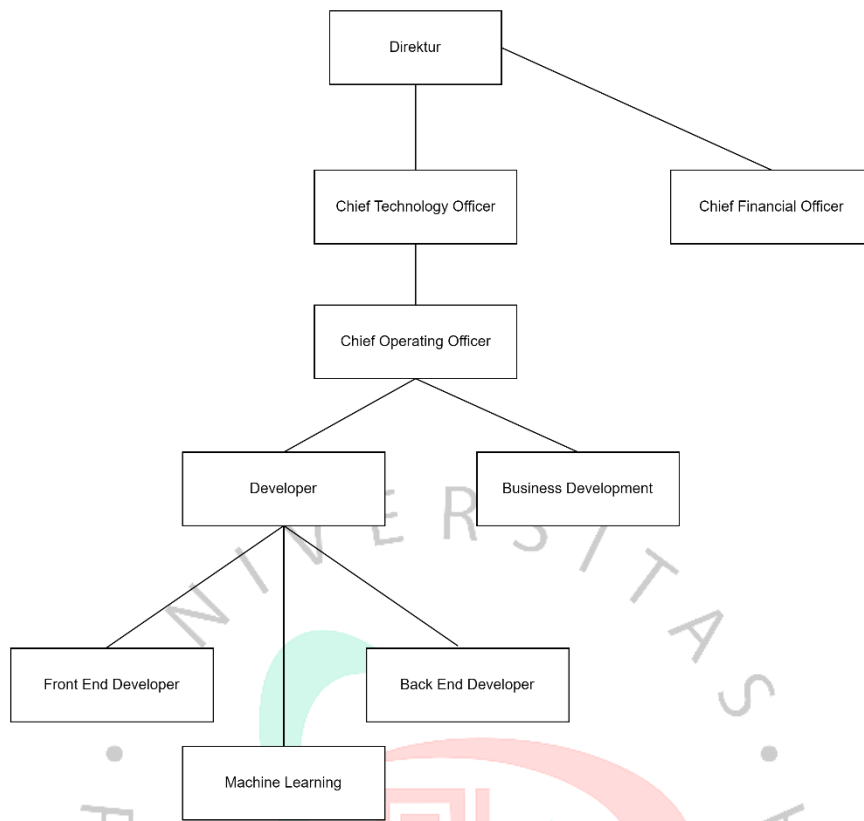 Direktur
Chief Technology Officer
Chief Financial Officer
Chief Operating Officer
Developer
Business Development
NIVERSITAS
Front End Developer
Back End Developer
Machine Learning